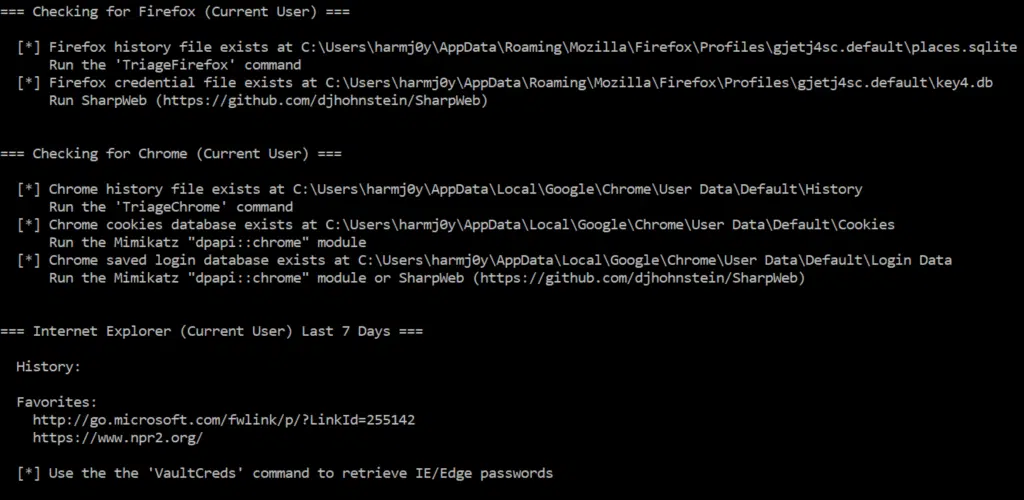 === Checking for Firefox (Current User) ===
[*] Firefox history file exists at C:\Users\harmj0y\AppData\Roaming\Mozilla\Firefox\Profiles\gjetj4sc.default\places.sqlite
Run the 'TriageFirefox' command
[*] Firefox credential file exists at C:\Users\harmj0y\AppData\Roaming\Mozilla\Firefox\Profiles\gjetj4sc.default\key4.db
Run SharpWeb (https://github.com/djhohnstein/SharpWeb)
=== Checking for Chrome (Current User) ===
[*] Chrome history file exists at C:\Users\harmj0y\AppData\Local\Google\Chrome\User Data\Default\History
Run the 'TriageChrome' command
[*] Chrome cookies database exists at C:\Users\harmj0y\AppData\Local\Google\Chrome\User Data\Default\Cookies
Run the Mimikatz "dpapi::chrome" module
[*] Chrome saved login database exists at C:\Users\harmj0y\AppData\Local\Google\Chrome\User Data\Default\Login Data
Run the Mimikatz "dpapi::chrome" module or SharpWeb (https://github.com/djhohnstein/SharpWeb)
=== Internet Explorer (Current User) Last 7 Days ===
History:
Favorites:
http://go.microsoft.com/fwlink/p/?LinkId=255142
https://www.npr2.org/
[*] Use the the 'VaultCreds' command to retrieve IE/Edge passwords